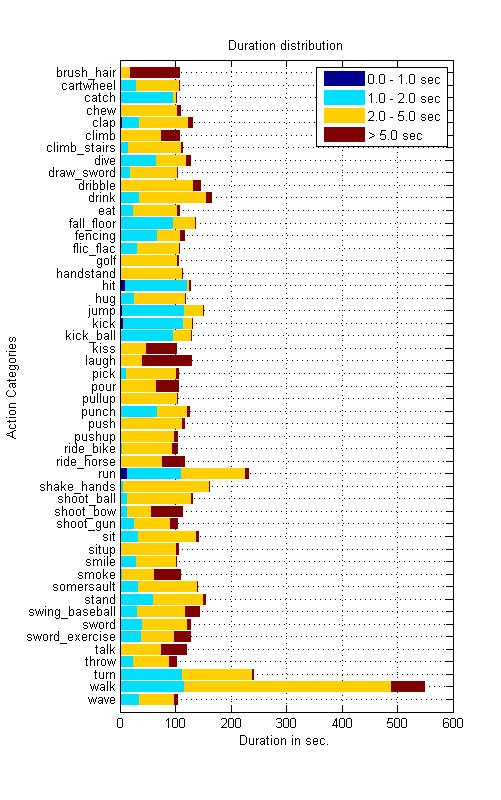 Duration distribution
0.0 - 1.0 sec
1.0 - 2.0 sec
2.0 - 5.0 sec
> 5.0 sec
brush_hair
cartwheel
catch
chew
clap
climb
climb_stairs
dive
draw_sword
dribble
drink
eat
fall_floor
fencing
flic_flac
golf
handstand
hit
hug
jump
kick
kick_ball
kiss
laugh
pick
pour
pullup
punch
push
pushup
ride_bike
ride_horse
run
shake_hands
shoot_ball
shoot_bow
shoot_gun
sit
situp
smile
smoke
somersault
stand
swing_baseball
sword
sword_exercise
talk
throw
turn
walk
wave
Action Categories
0 100 200 300 400 500 600
Duration in sec.